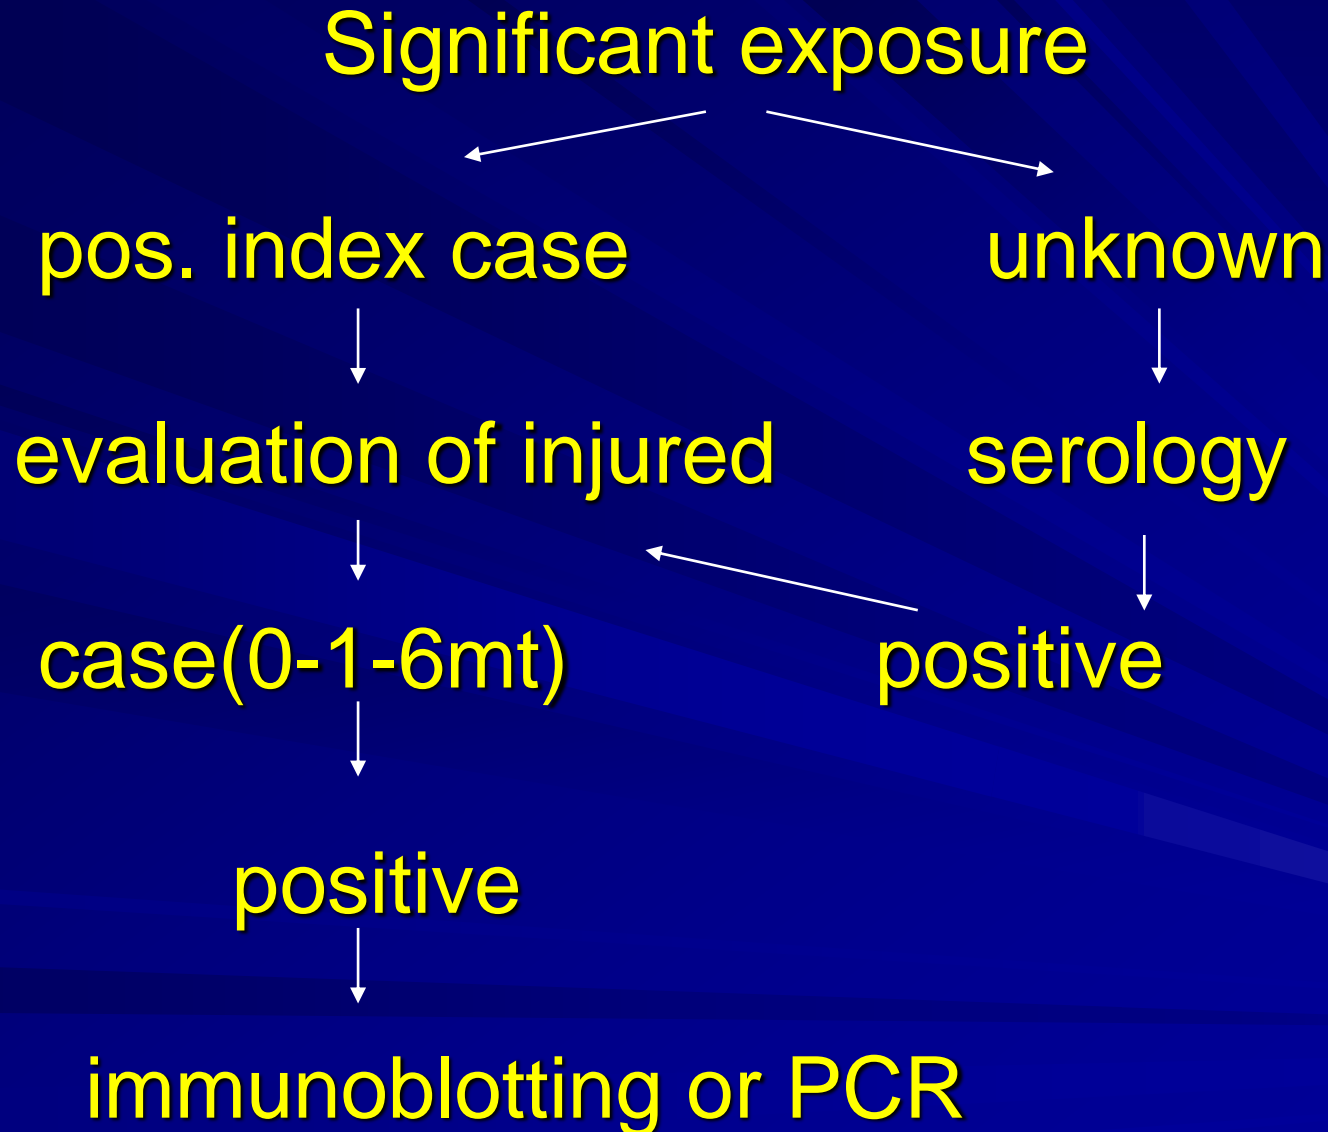 Significant exposure
pos. index case
unknown
evaluation of injured
serology
case(0-1-6mt)
positive
positive
immunoblotting or PCR